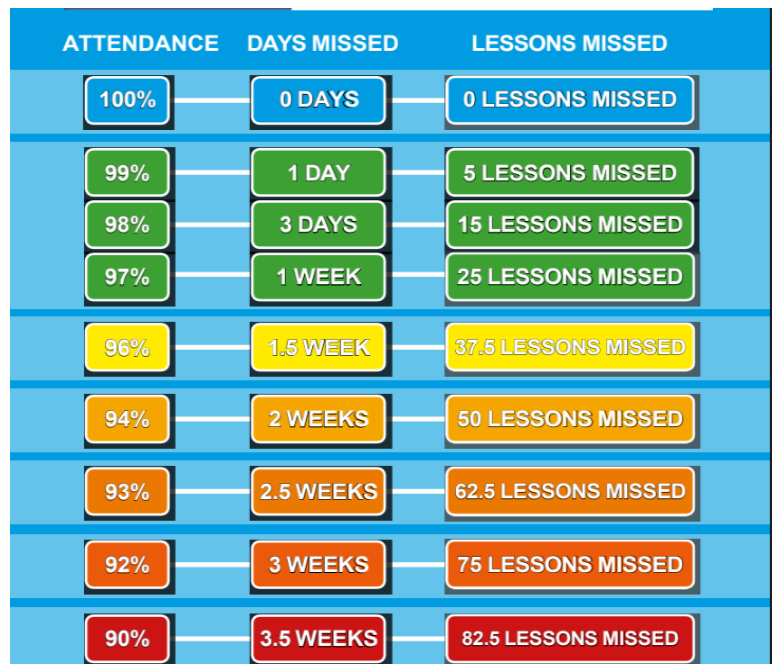 ATTENDANCE DAYS MISSED LESSONS MISSED
100% 0 DAYS 0 LESSONS MISSED
99% 1 DAY 5 LESSONS MISSED
98% 3 DAYS 15 LESSONS MISSED
97% 1 WEEK 25 LESSONS MISSED
96% 1.5 WEEK 37.5 LESSONS MISSED
94% 2 WEEKS 50 LESSONS MISSED
93% 2.5 WEEKS 62.5 LESSONS MISSED
92% 3 WEEKS 75 LESSONS MISSED
90% 3.5 WEEKS 82.5 LESSONS MISSED